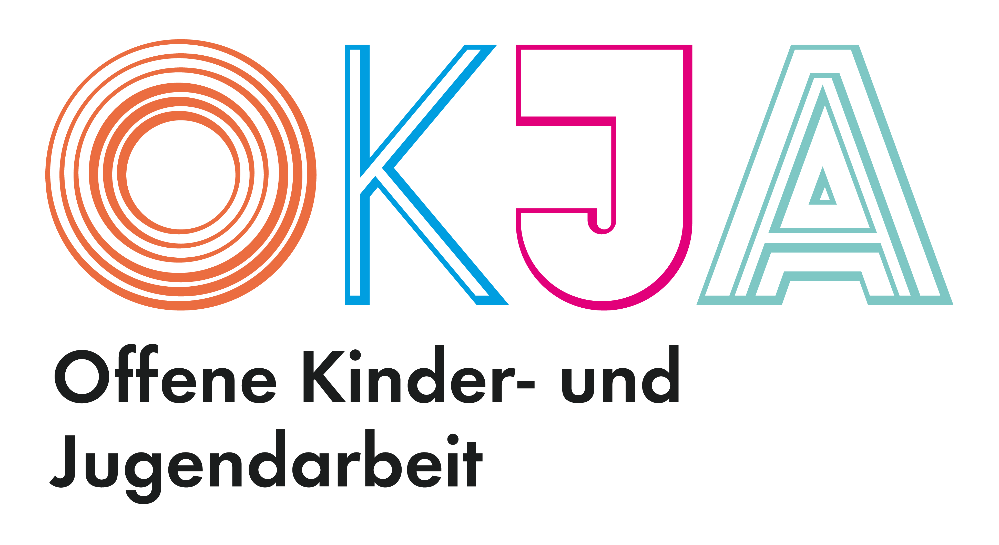 OKJA
Offene Kinder- und
Jugendarbeit